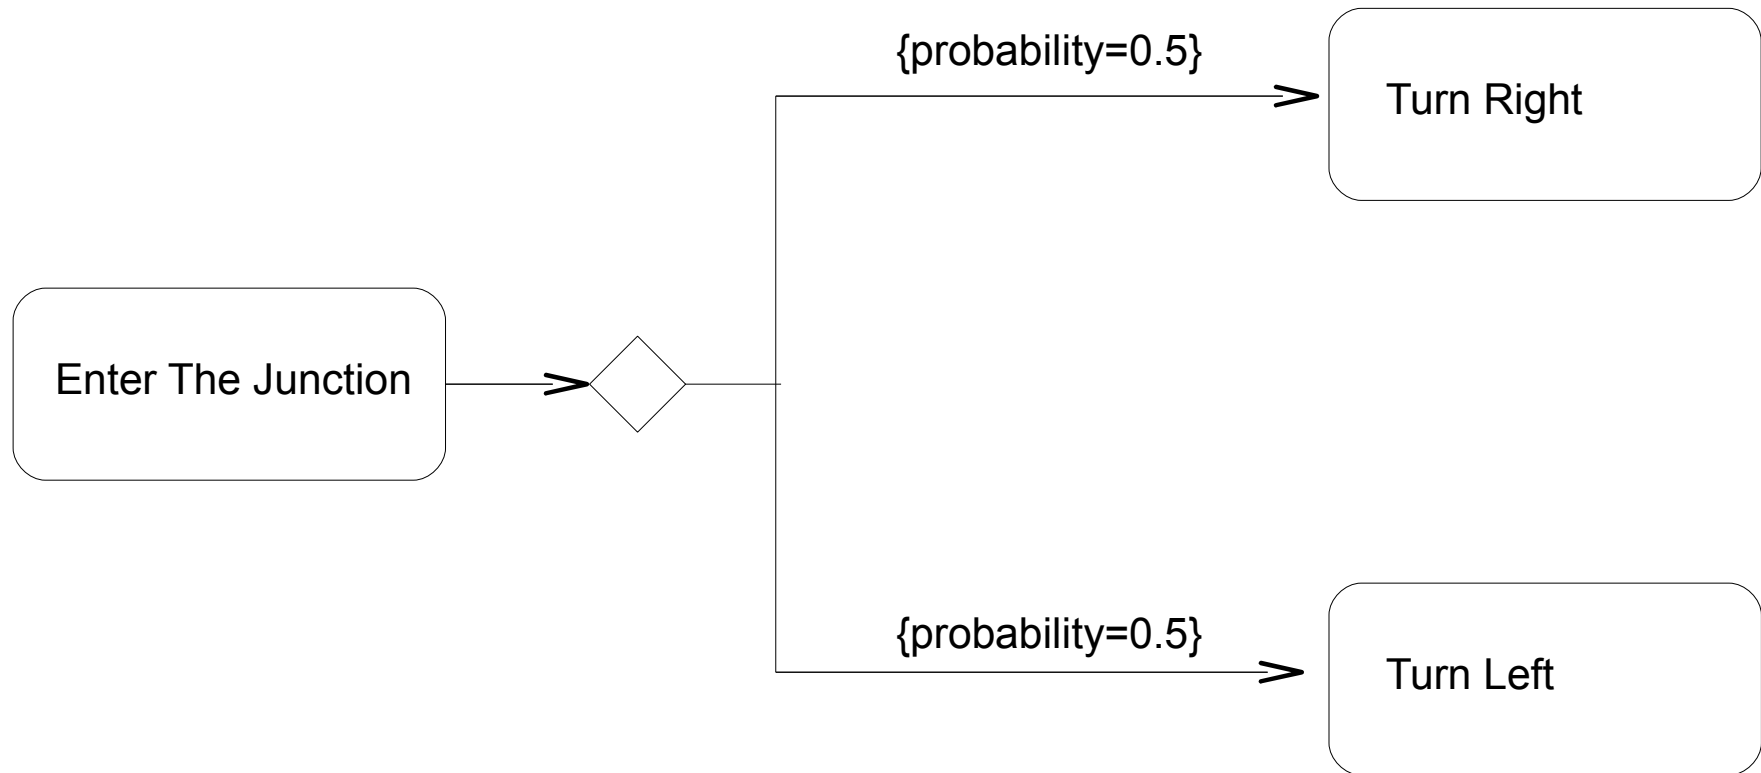 {probability=0.5}
Turn Right
Enter The Junction
{probability=0.5}
Turn Left